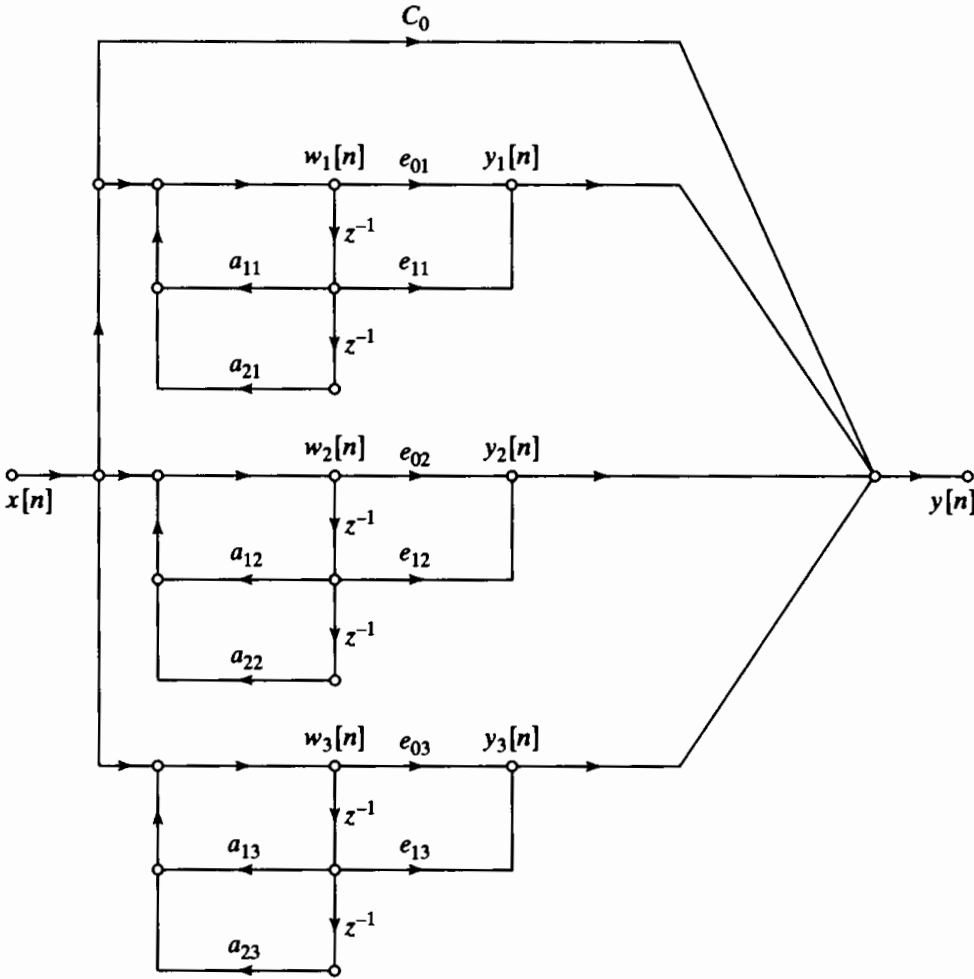 C₀
w₁[n] e₀₁ y₁[n]
z⁻¹
a₁₁ e₁₁
z⁻¹
a₂₁
w₂[n] e₀₂ y₂[n]
x[n] y[n]
z⁻¹
a₁₂ e₁₂
z⁻¹
a₂₂
w₃[n] e₀₃ y₃[n]
z⁻¹
a₁₃ e₁₃
z⁻¹
a₂₃